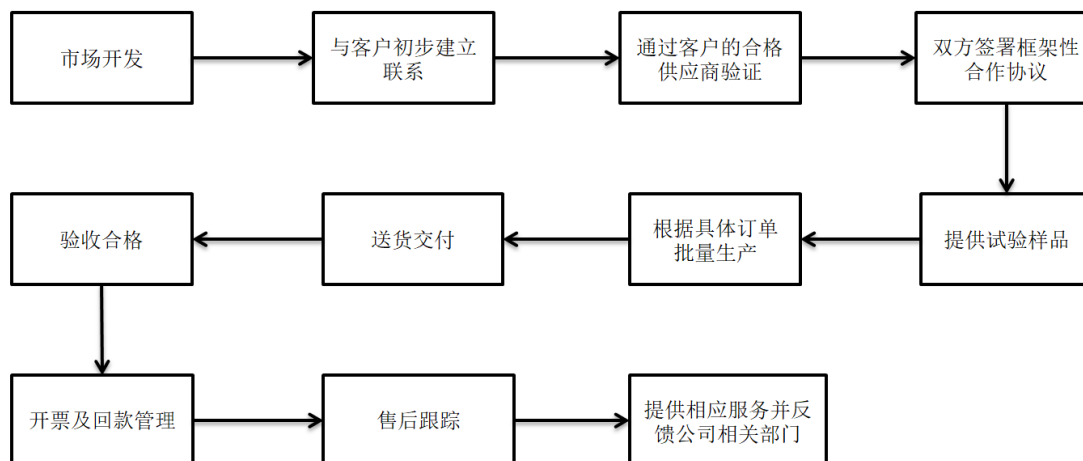 市场开发
与客户初步建立
联系
通过客户的合格
供应商验证
双方签署框架性
合作协议
提供试验样品
根据具体订单
批量生产
送货交付
验收合格
开票及回款管理
售后跟踪
提供相应服务并反
馈公司相关部门